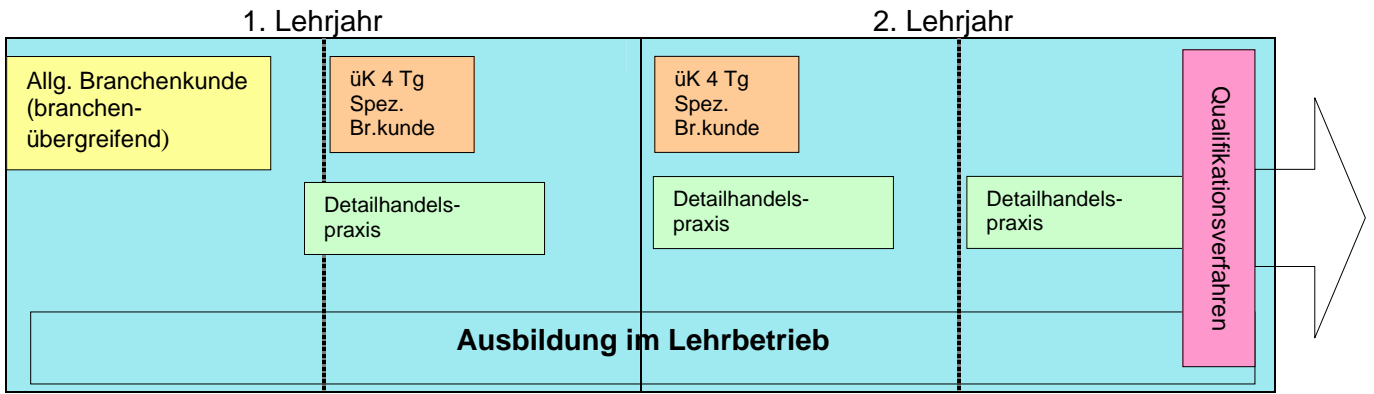 1. Lehrjahr
2. Lehrjahr
Allg. Branchenkunde
(branchen-
übergreifend)
üK 4 Tg
Spez.
Br.kunde
üK 4 Tg
Spez.
Br.kunde
Detailhandels-
praxis
Detailhandels-
praxis
Detailhandels-
praxis
Qualifikationsverfahren
Ausbildung im Lehrbetrieb